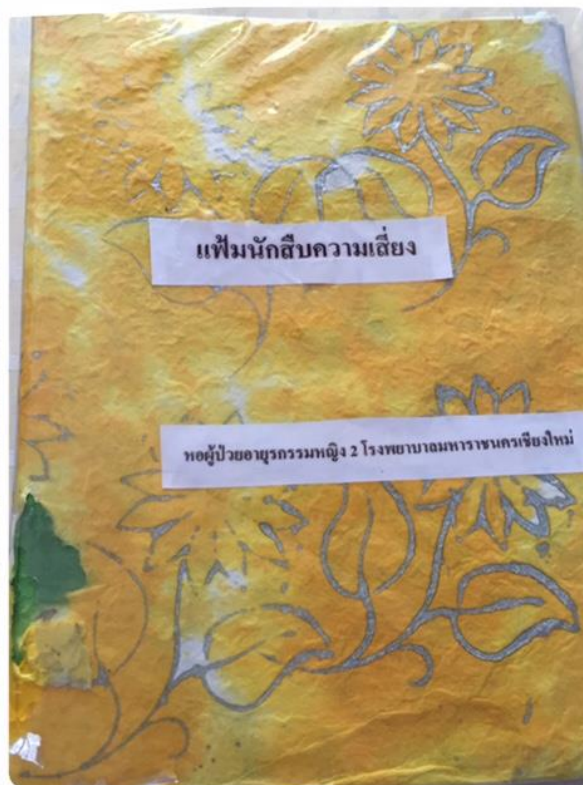 แฟ้มนักสืบความเสี่ยง
หอผู้ป่วยอายุรกรรมหญิง 2 โรงพยาบาลมหาราชนครเชียงใหม่